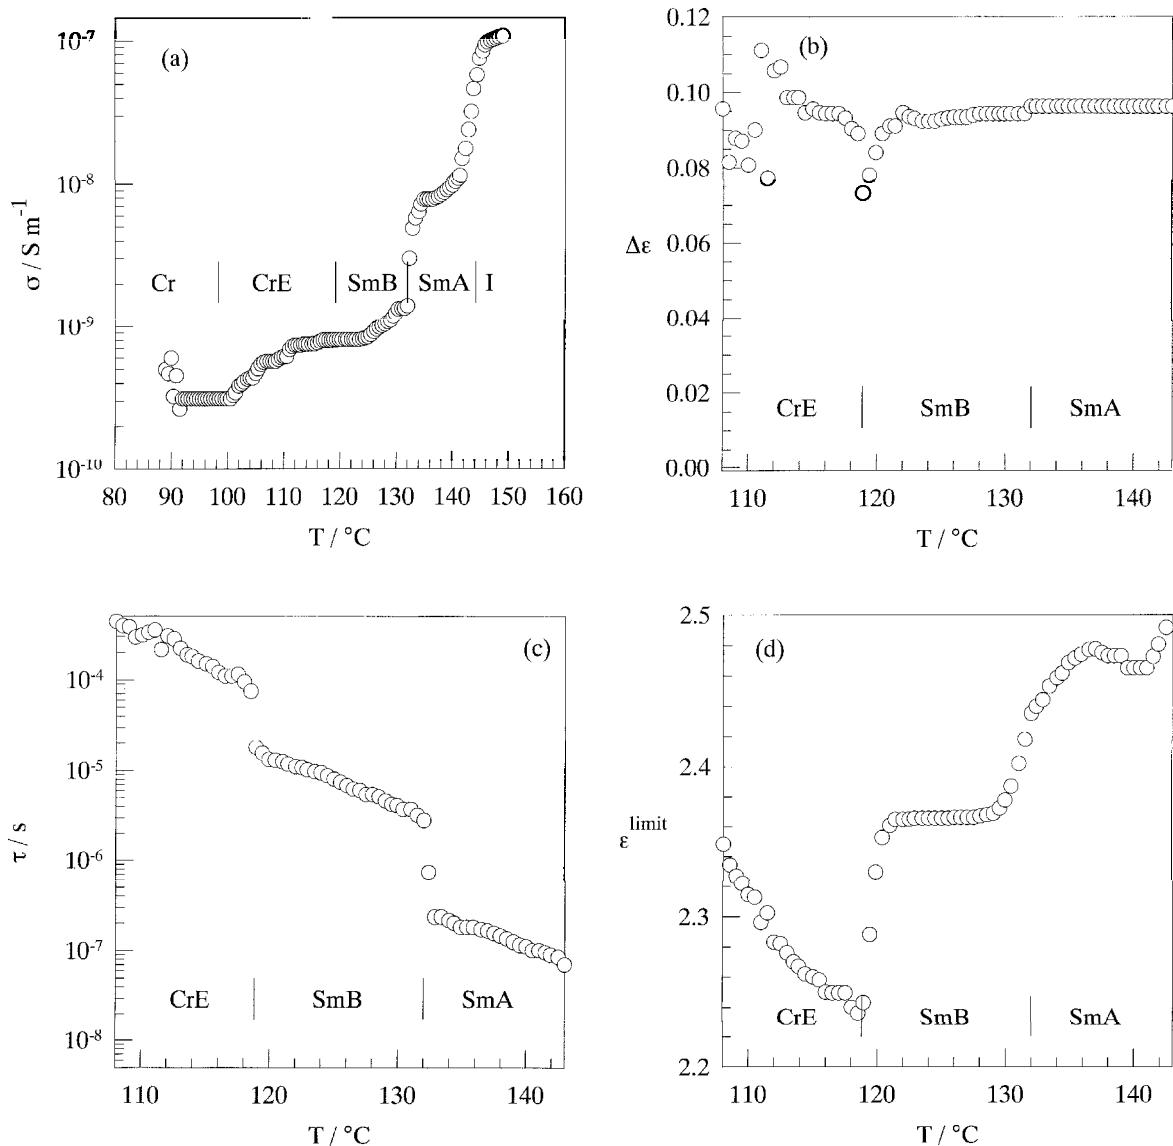 (a)
10⁻⁷
10⁻⁸
σ / S m⁻¹
Cr CrE SmB SmA I
10⁻⁹
10⁻¹⁰
80 90 100 110 120 130 140 150 160
T / °C
(b)
0.12
0.10
0.08
Δε 0.06
0.04
0.02
CrE SmB SmA
0.00
110 120 130 140
T / °C
(c)
10⁻⁴
10⁻⁵
τ / s
10⁻⁶
10⁻⁷
CrE SmB SmA
10⁻⁸
110 120 130 140
T / °C
2.5
(d)
2.4
ε limit
2.3
CrE SmB SmA
2.2
110 120 130 140
T / °C